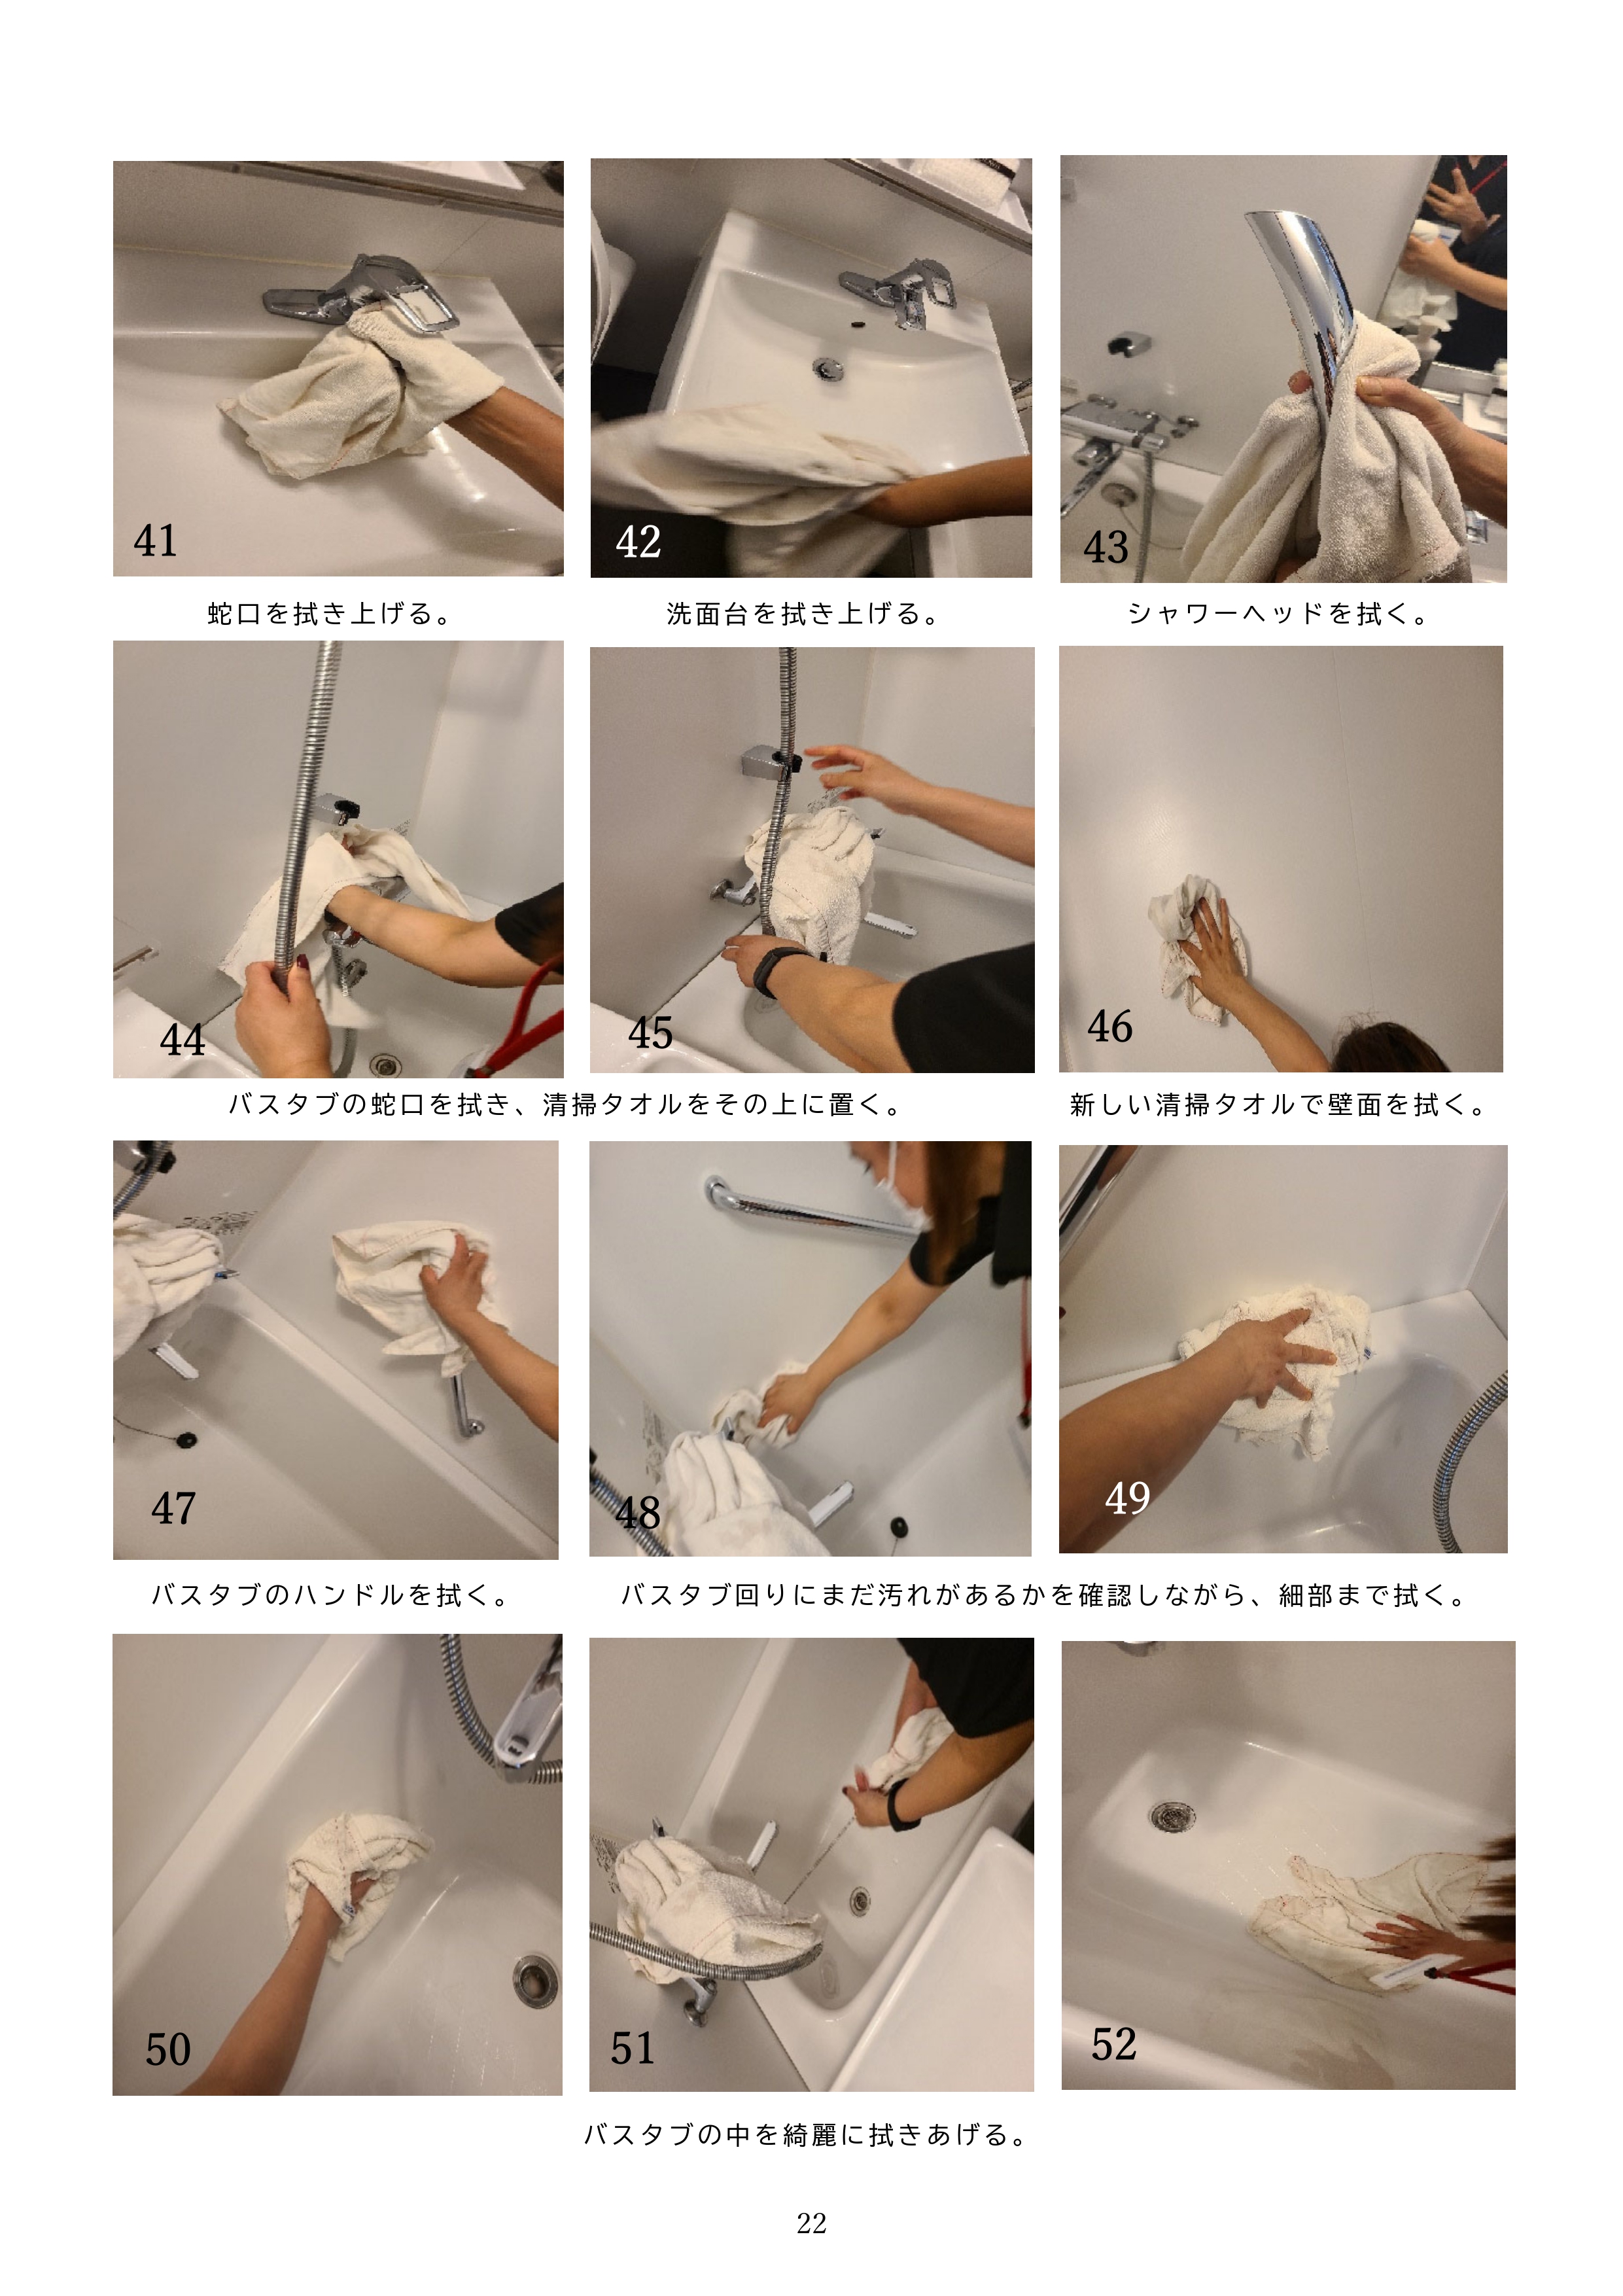 41
42
43
蛇口を拭き上げる。
洗面台を拭き上げる。
シャワーヘッドを拭く。
44
45
46
バスタブの蛇口を拭き、清掃タオルをその上に置く。
新しい清掃タオルで壁面を拭く。
47
48
49
バスタブのハンドルを拭く。
バスタブ回りにまだ汚れがあるかを確認しながら、細部まで拭く。
50
51
52
バスタブの中を綺麗に拭きあげる。
22